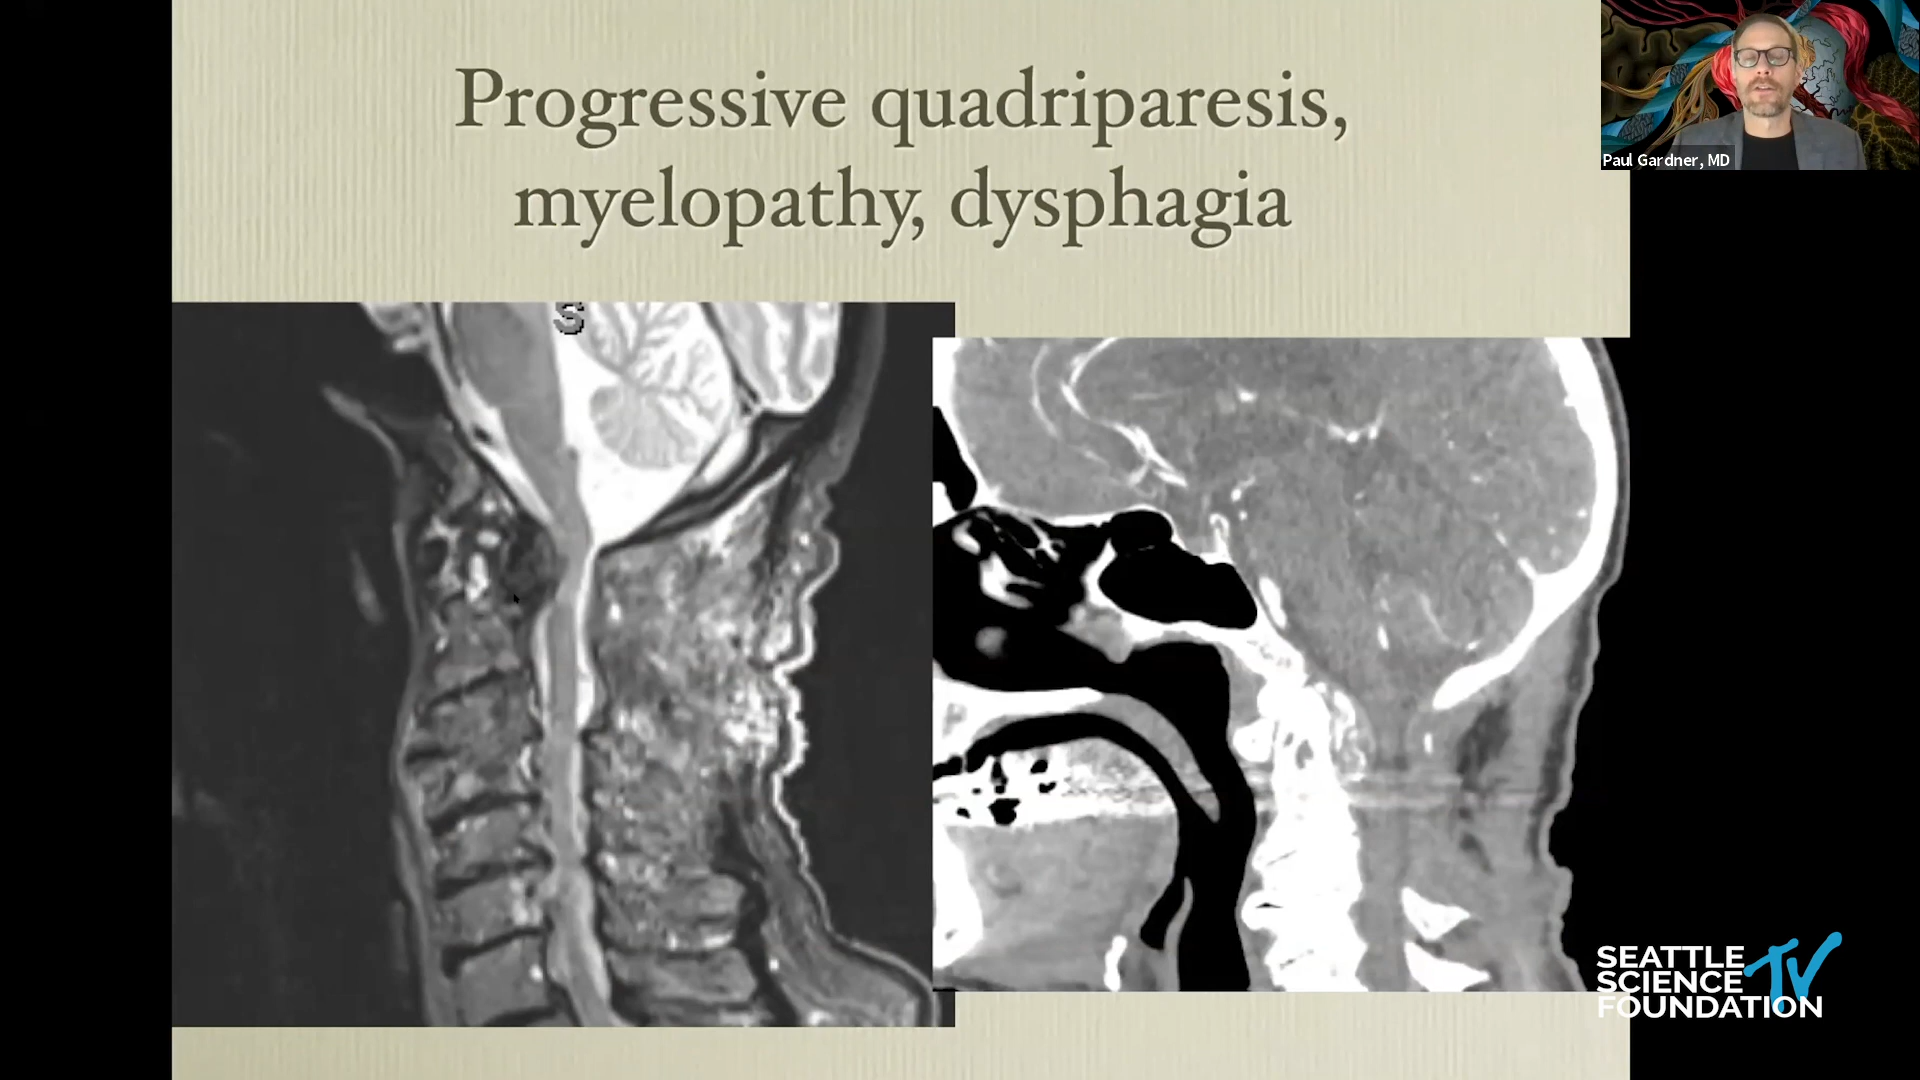 Progressive quadriparesis,
myelopathy, dysphagia
Paul Gardner, MD
S
SEATTLE
SCIENCE TV
FOUNDATION